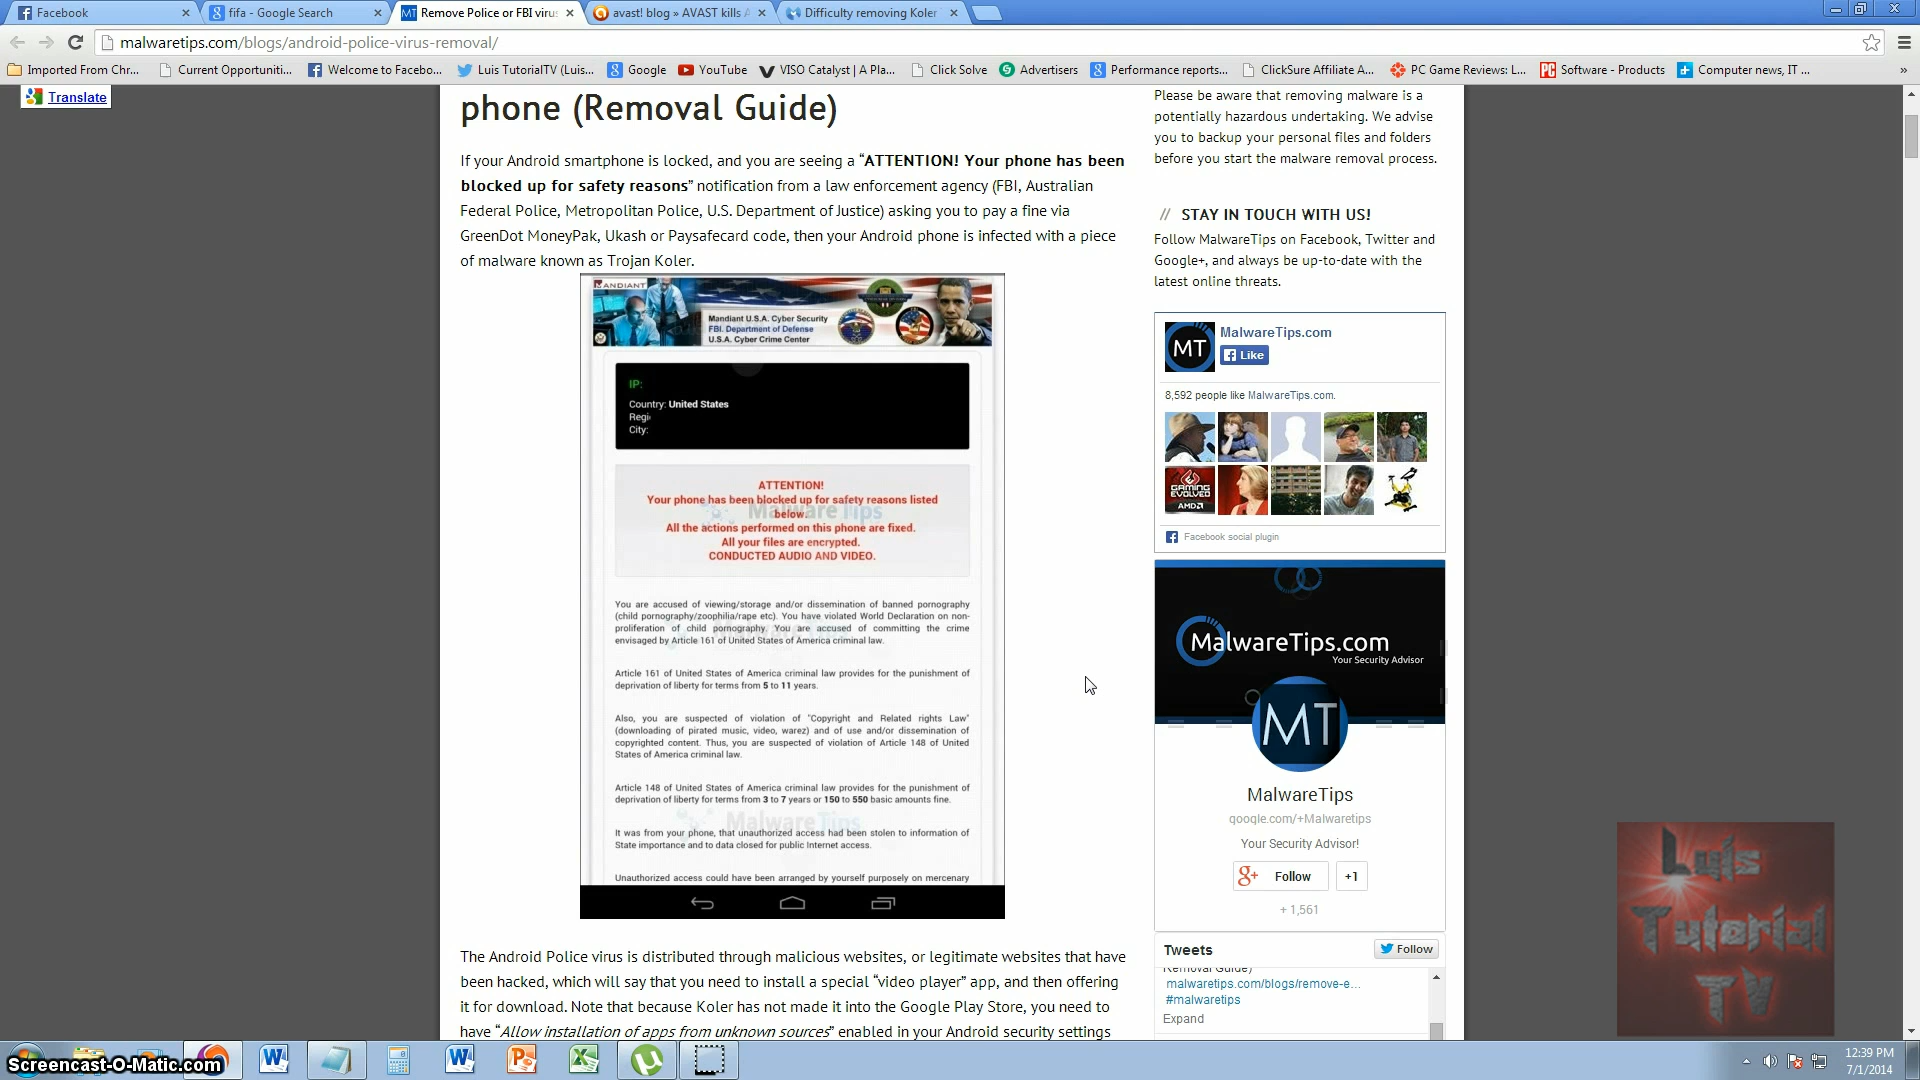 Facebook
fifa - Google Search
Remove Police or FBI virus
avast! blog » AVAST kills A
Difficulty removing Koler
malwaretips.com/blogs/android-police-virus-removal/
Imported From Chr...
Current Opportuniti...
Welcome to Facebo...
Luis TutorialTV (Luis...
Google
YouTube
VISO Catalyst | A Pla...
Click Solve
Advertisers
Performance reports...
ClickSure Affiliate A...
PC Game Reviews: L...
Software - Products
Computer news, IT ...
»
Translate
phone (Removal Guide)
If your Android smartphone is locked, and you are seeing a “ATTENTION! Your phone has been
blocked up for safety reasons” notification from a law enforcement agency (FBI, Australian
Federal Police, Metropolitan Police, U.S. Department of Justice) asking you to pay a fine via
GreenDot MoneyPak, Ukash or Paysafecard code, then your Android phone is infected with a piece
of malware known as Trojan Koler.
MANDIANT
Mandiant U.S.A. Cyber Security
FBI. Department of Defense
U.S.A. Cyber Crime Center
IP:
Country: United States
Regi
City:
ATTENTION!
Your phone has been blocked up for safety reasons listed
below.
All the actions performed on this phone are fixed.
All your files are encrypted.
CONDUCTED AUDIO AND VIDEO.
MalwareTips
You are accused of viewing/storage and/or dissemination of banned pornography
(child pornography/zoophilia/rape etc). You have violated World Declaration on non-
proliferation of child pornography. You are accused of committing the crime
envisaged by Article 161 of United States of America criminal law.
Article 161 of United States of America criminal law provides for the punishment of
deprivation of liberty for terms from 5 to 11 years.
Also, you are suspected of violation of "Copyright and Related rights Law"
(downloading of pirated music, video, warez) and of use and/or dissemination of
copyrighted content. Thus, you are suspected of violation of Article 148 of United
States of America criminal law.
Article 148 of United States of America criminal law provides for the punishment of
deprivation of liberty for terms from 3 to 7 years or 150 to 550 basic amounts fine.
MalwareTips
It was from your phone, that unauthorized access had been stolen to information of
State importance and to data closed for public Internet access.
Unauthorized access could have been arranged by yourself purposely on mercenary
The Android Police virus is distributed through malicious websites, or legitimate websites that have
been hacked, which will say that you need to install a special “video player” app, and then offering
it for download. Note that because Koler has not made it into the Google Play Store, you need to
have “Allow installation of apps from unknown sources” enabled in your Android security settings
Please be aware that removing malware is a
potentially hazardous undertaking. We advise
you to backup your personal files and folders
before you start the malware removal process.
// STAY IN TOUCH WITH US!
Follow MalwareTips on Facebook, Twitter and
Google+, and always be up-to-date with the
latest online threats.
MT
MalwareTips.com
Like
8,592 people like MalwareTips.com.
GAMING
EVOLVED
AMD
Facebook social plugin
MalwareTips.com
Your Security Advisor
MT
MalwareTips
google.com/+Malwaretips
Your Security Advisor!
Follow
+1
+ 1,561
Tweets
Follow
Removal Guide)
malwaretips.com/blogs/remove-e...
#malwaretips
Expand
Luis
Tutorial
TV
Screencast-O-Matic.com
12:39 PM
7/1/2014